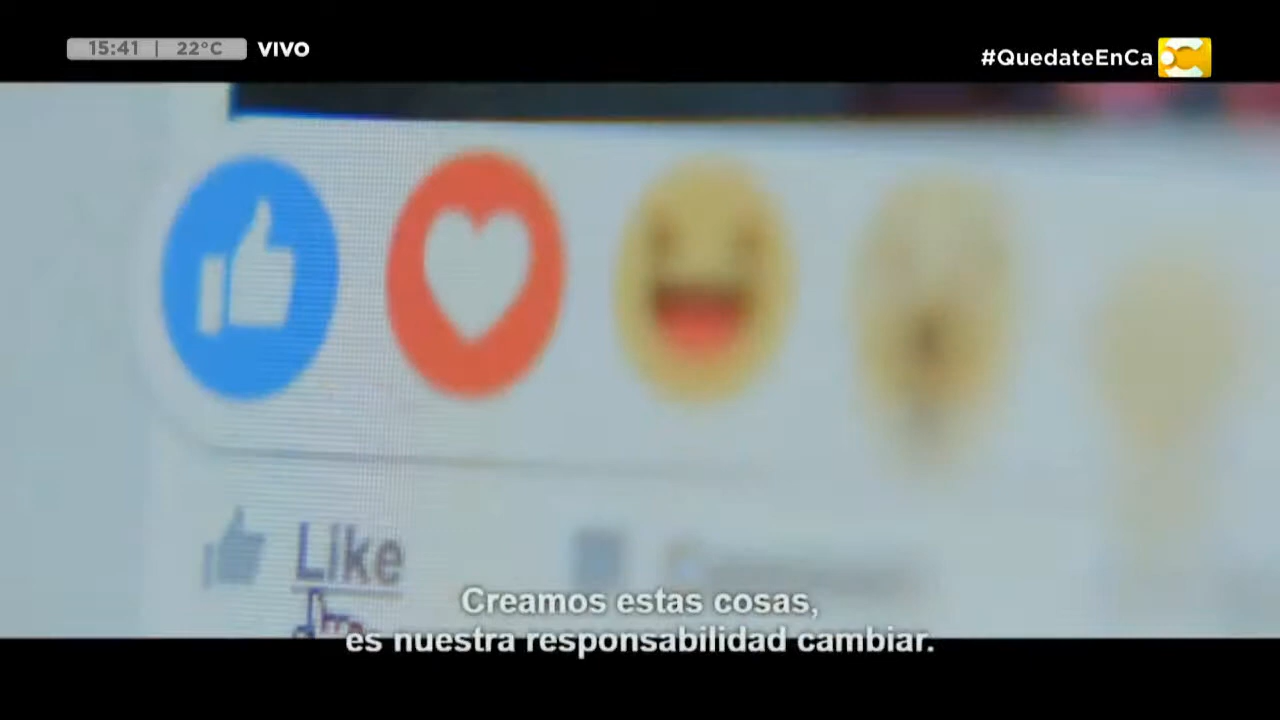 15:41 | 22°C VIVO
#QuedateEnCa
Like
Creamos estas cosas,
es nuestra responsabilidad cambiar.